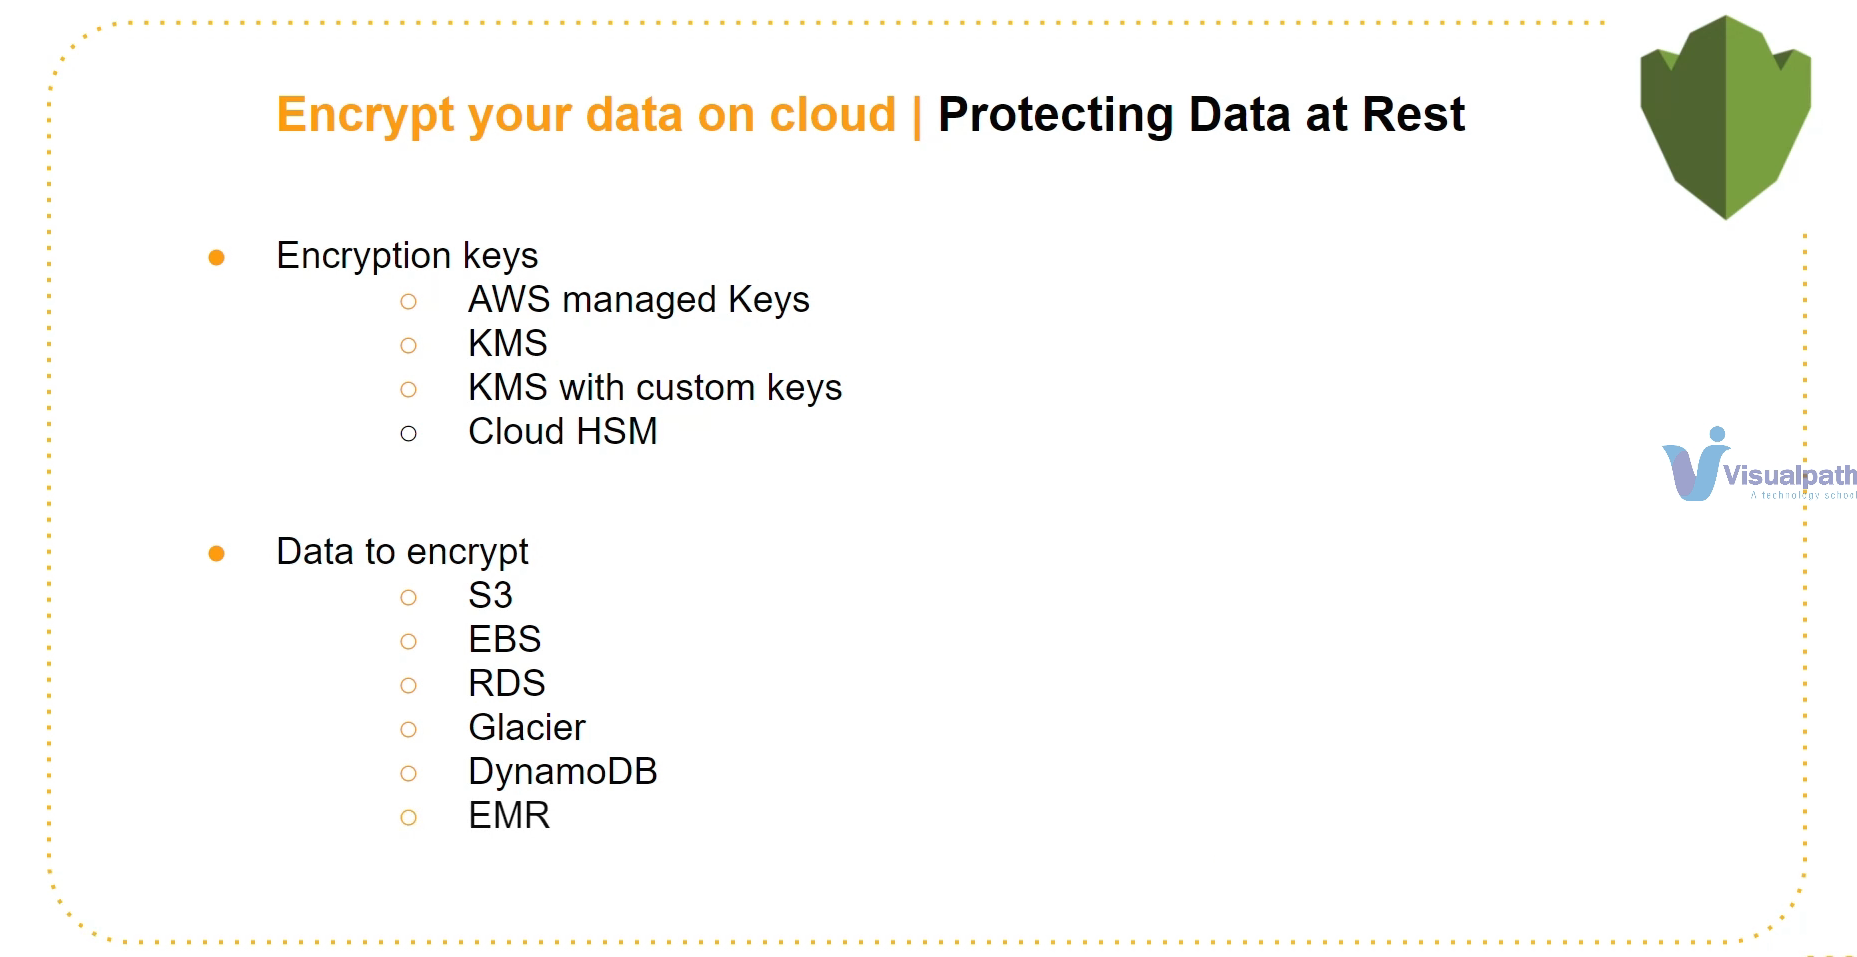 Encrypt your data on cloud | Protecting Data at Rest
Encryption keys
AWS managed Keys
KMS
KMS with custom keys
Cloud HSM
Visualpath
A technology school
Data to encrypt
S3
EBS
RDS
Glacier
DynamoDB
EMR